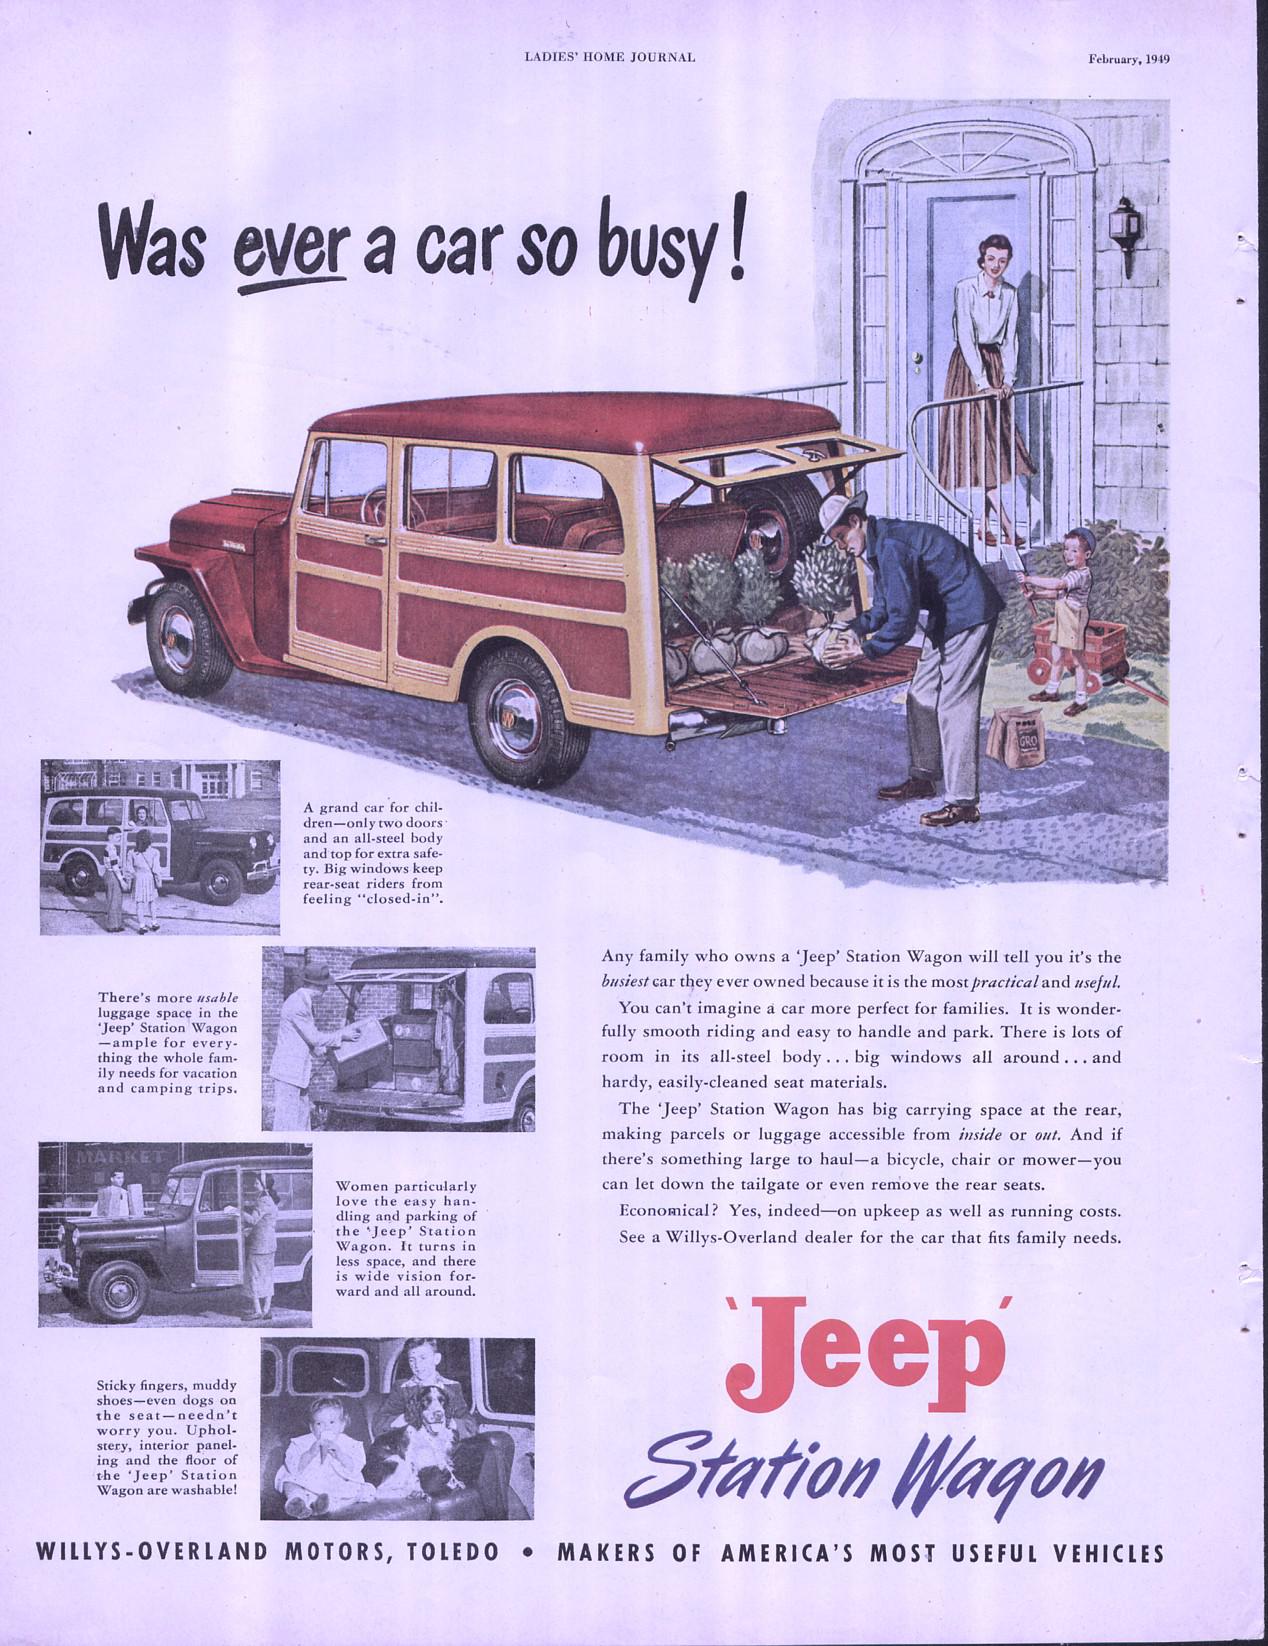 LADIES' HOME JOURNAL
February, 1949
Was ever a car so busy!
GRO
A grand car for chil-
dren—only two doors
and an all-steel body
and top for extra safe-
ty. Big windows keep
rear-seat riders from
feeling "closed-in".
There's more usable
luggage space in the
'Jeep' Station Wagon
—ample for every-
thing the whole fam-
ily needs for vacation
and camping trips.
MARKET
Women particularly
love the easy han-
dling and parking of
the 'Jeep' Station
Wagon. It turns in
less space, and there
is wide vision for-
ward and all around.
Sticky fingers, muddy
shoes—even dogs on
the seat—needn't
worry you. Uphol-
stery, interior panel-
ing and the floor of
the 'Jeep' Station
Wagon are washable!
Any family who owns a 'Jeep' Station Wagon will tell you it's the
busiest car they ever owned because it is the most practical and useful.
You can't imagine a car more perfect for families. It is wonder-
fully smooth riding and easy to handle and park. There is lots of
room in its all-steel body...big windows all around...and
hardy, easily-cleaned seat materials.
The 'Jeep' Station Wagon has big carrying space at the rear,
making parcels or luggage accessible from inside or out. And if
there's something large to haul—a bicycle, chair or mower—you
can let down the tailgate or even remove the rear seats.
Economical? Yes, indeed—on upkeep as well as running costs.
See a Willys-Overland dealer for the car that fits family needs.
'Jeep'
Station Wagon
WILLYS-OVERLAND MOTORS, TOLEDO • MAKERS OF AMERICA'S MOST USEFUL VEHICLES